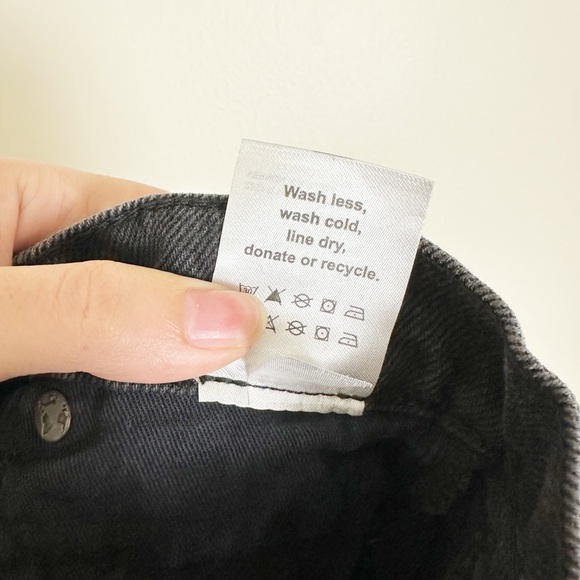 Wash less,
wash cold,
line dry,
donate or recycle.